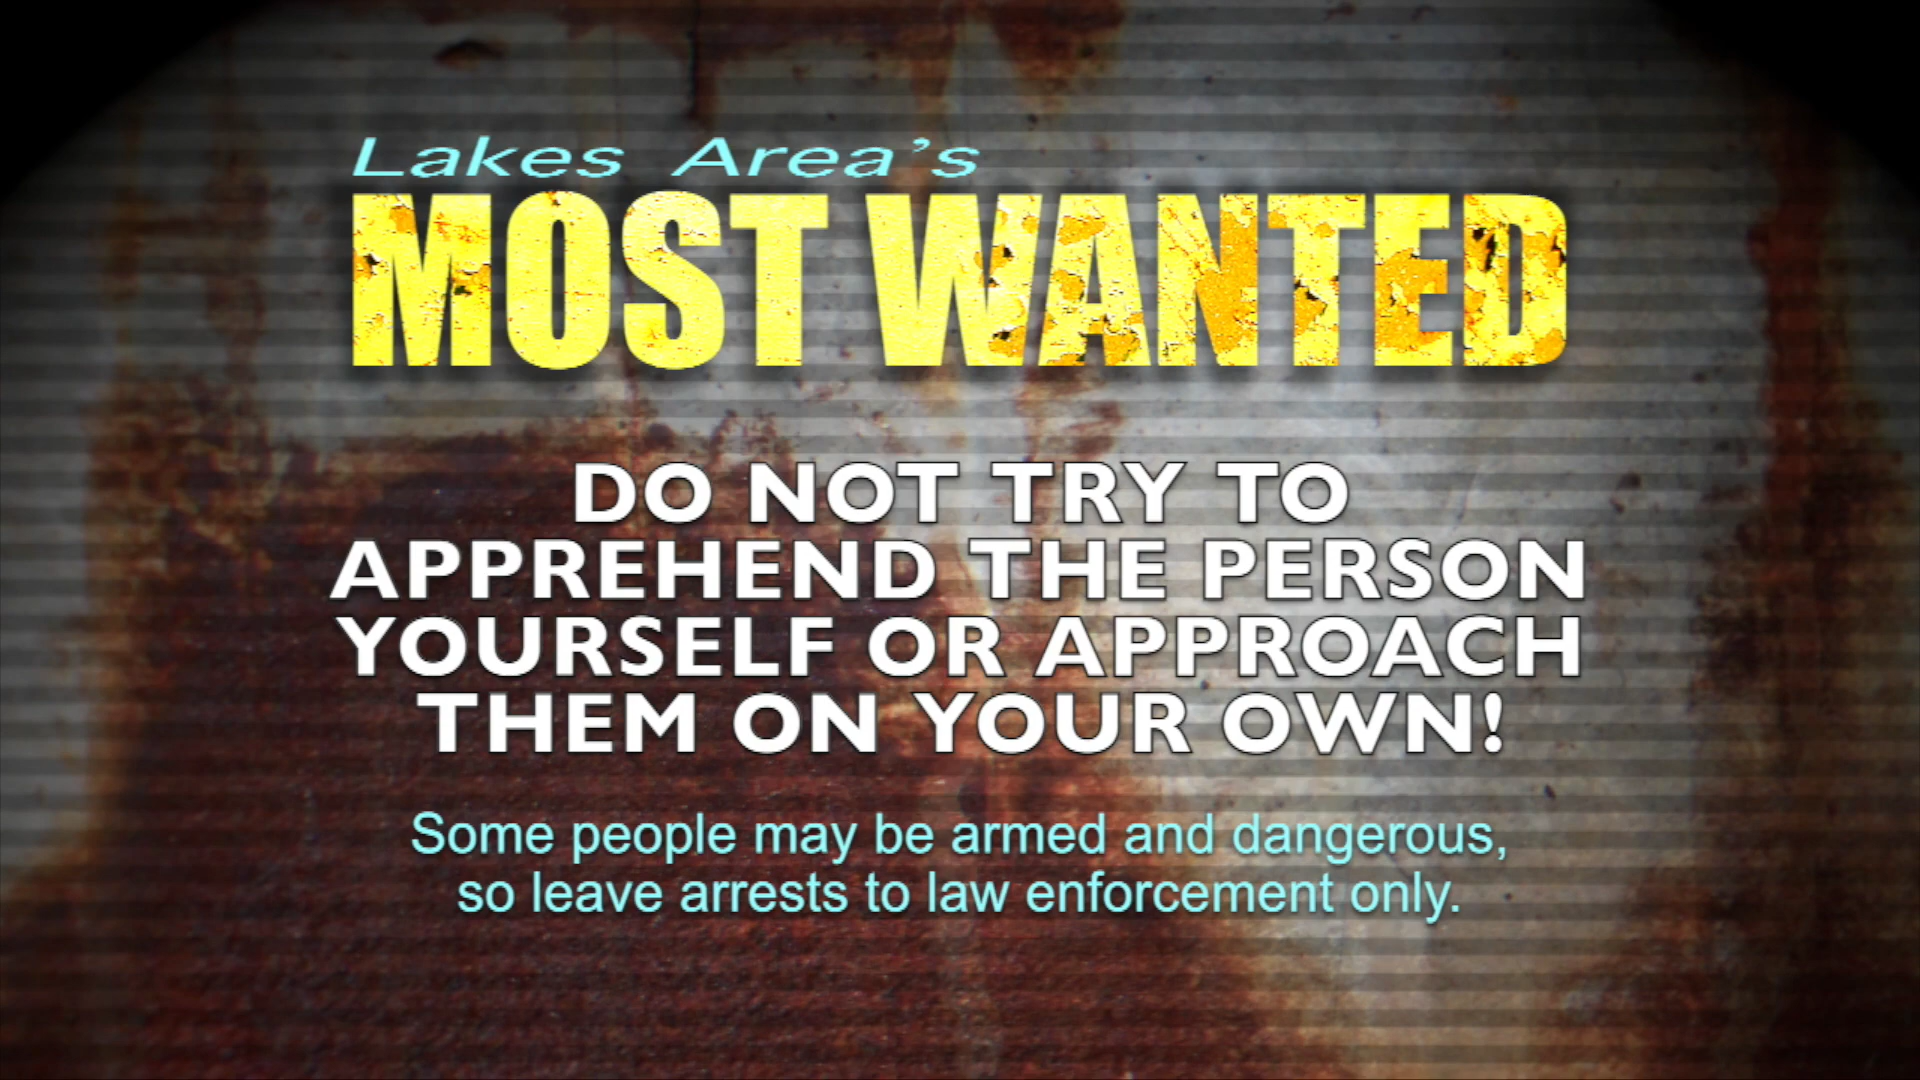 Lakes Area's
MOST WANTED
DO NOT TRY TO
APPREHEND THE PERSON
YOURSELF OR APPROACH
THEM ON YOUR OWN!
Some people may be armed and dangerous,
so leave arrests to law enforcement only.